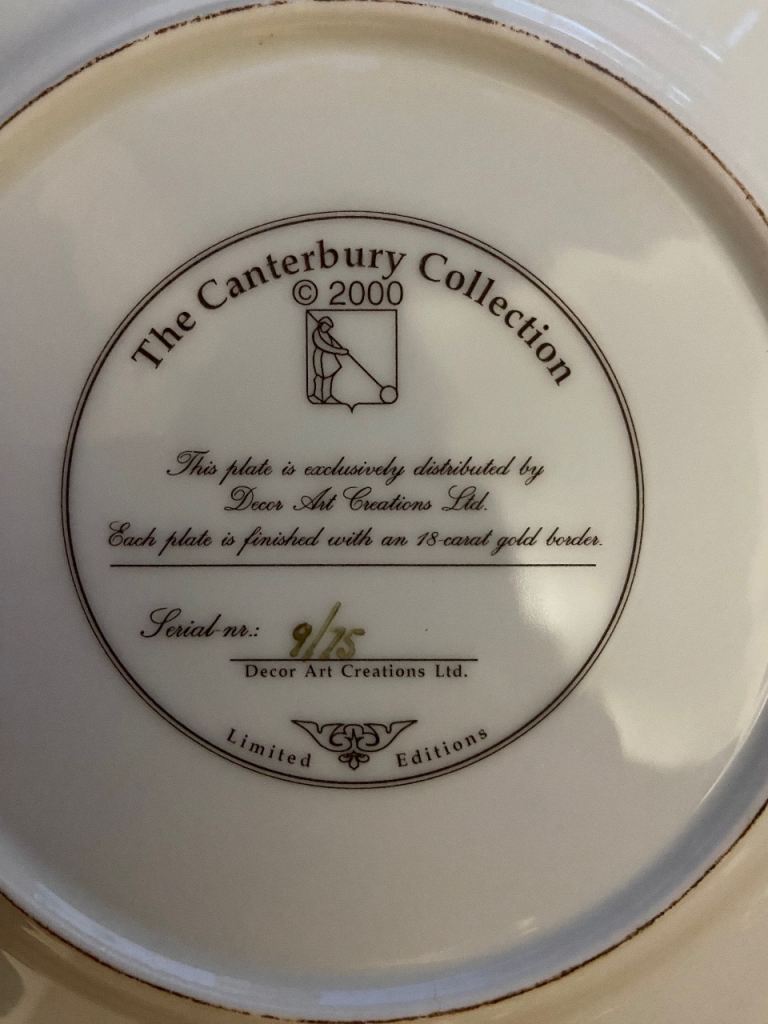 The Canterbury Collection
© 2000
This plate is exclusively distributed by
Decor Art Creations Ltd.
Each plate is finished with an 18-carat gold border.
Serial-nr.: 9/75
Decor Art Creations Ltd.
Limited Editions